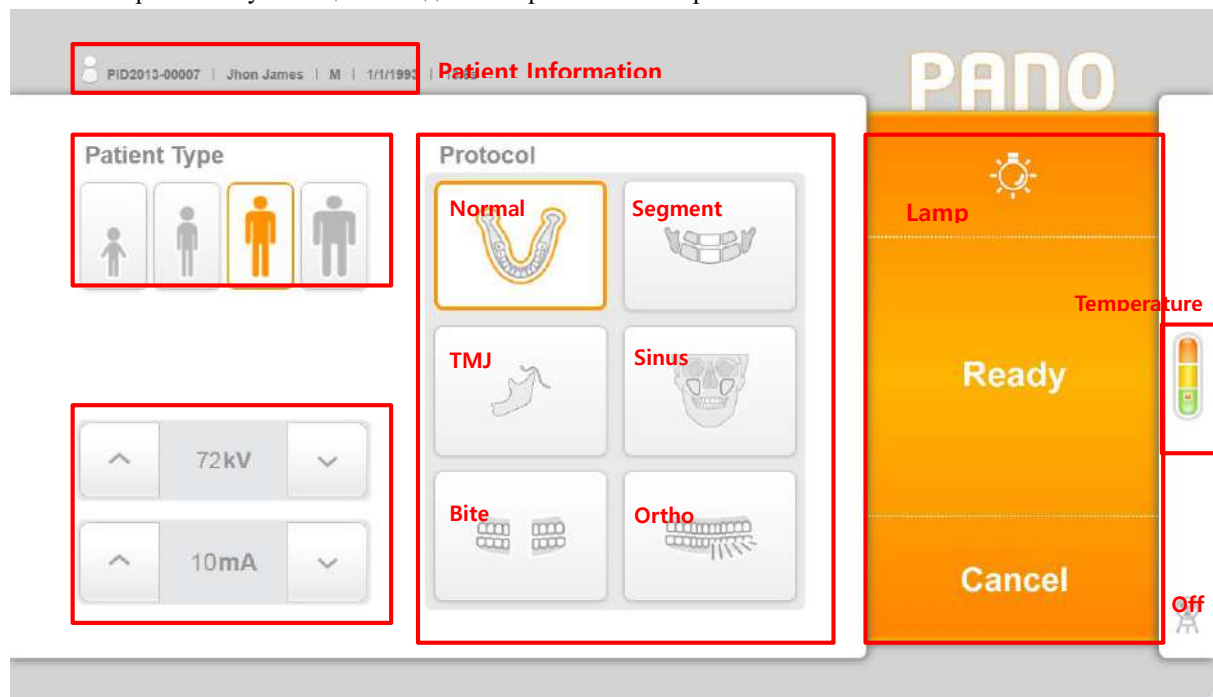 PID2013-00007 | Jhon James | M | 1/1/1993 |
Patient Information
PANO
Patient Type
Protocol
Normal
Segment
Lamp
Temperature
TMJ
Sinus
Ready
72kV
Bite
Ortho
10mA
Cancel
Off